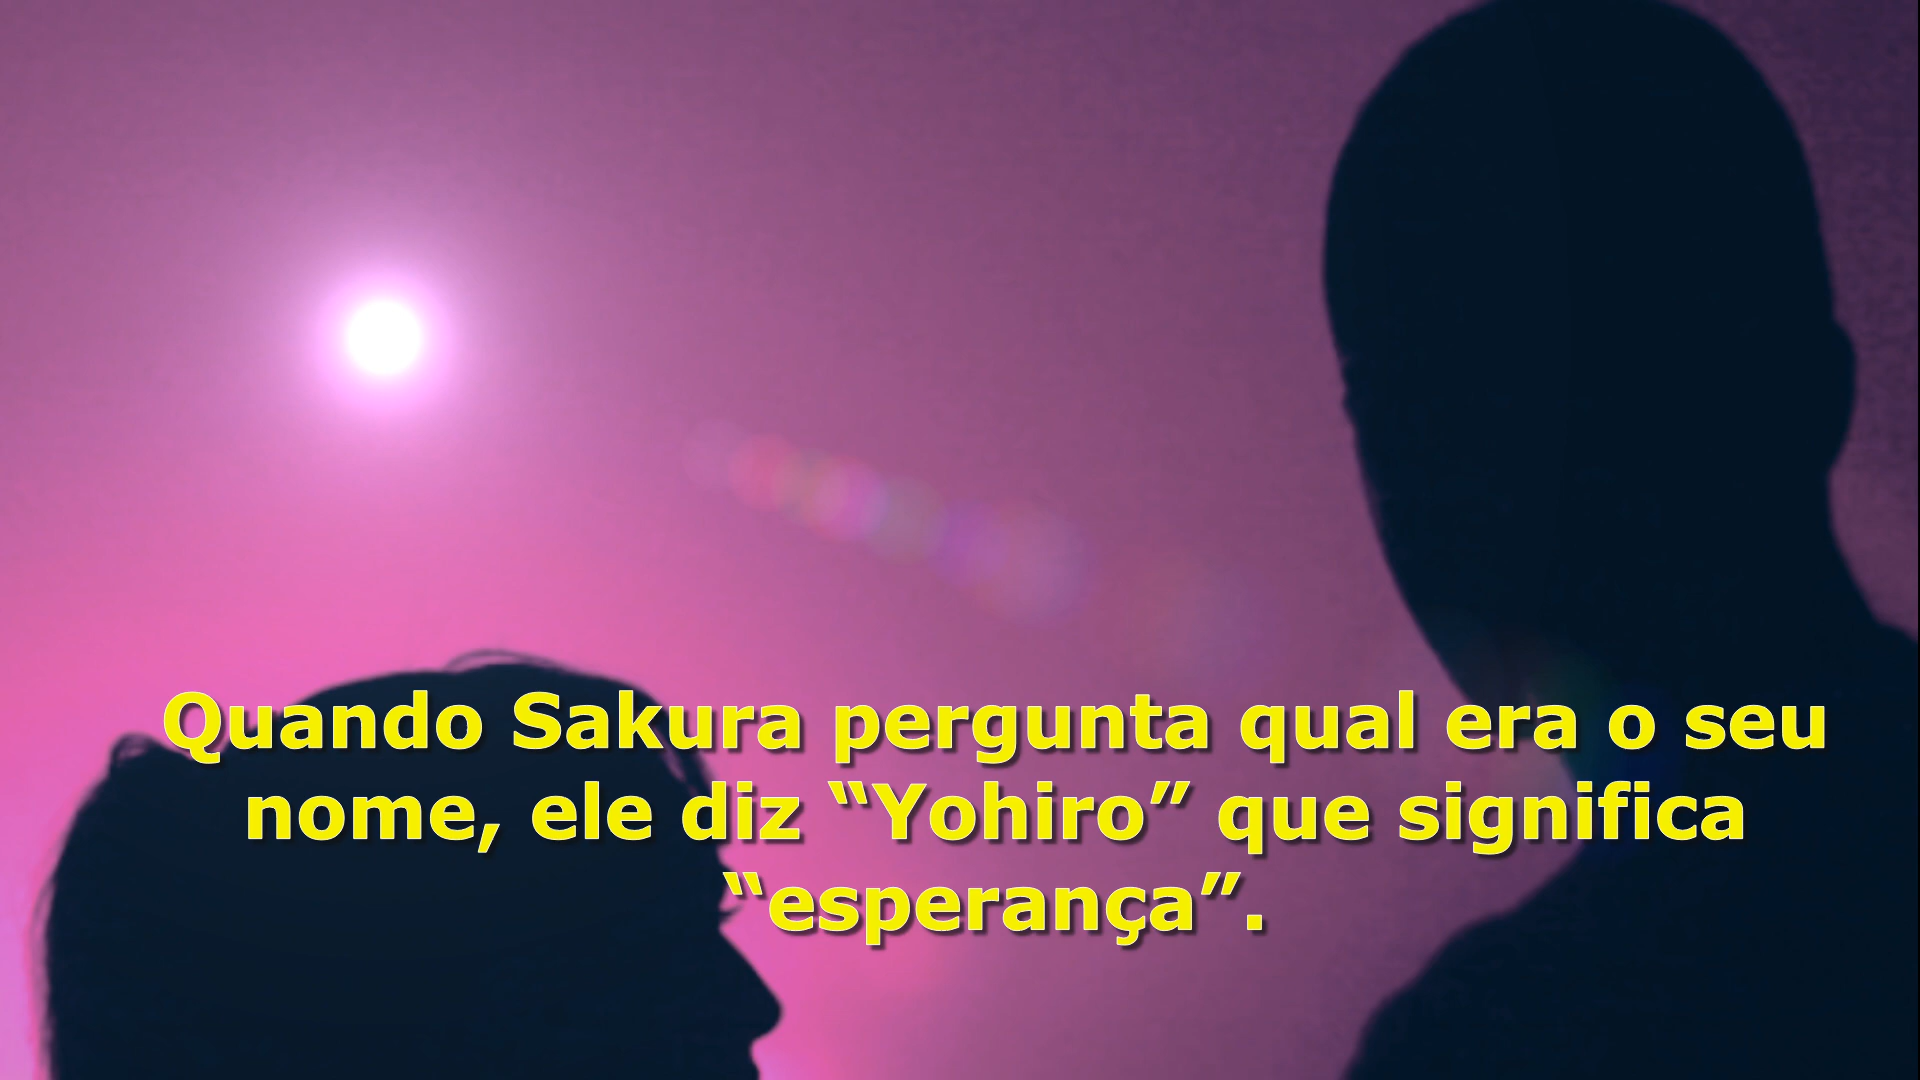 Quando Sakura pergunta qual era o seu
nome, ele diz “Yohiro” que significa
“esperança”.